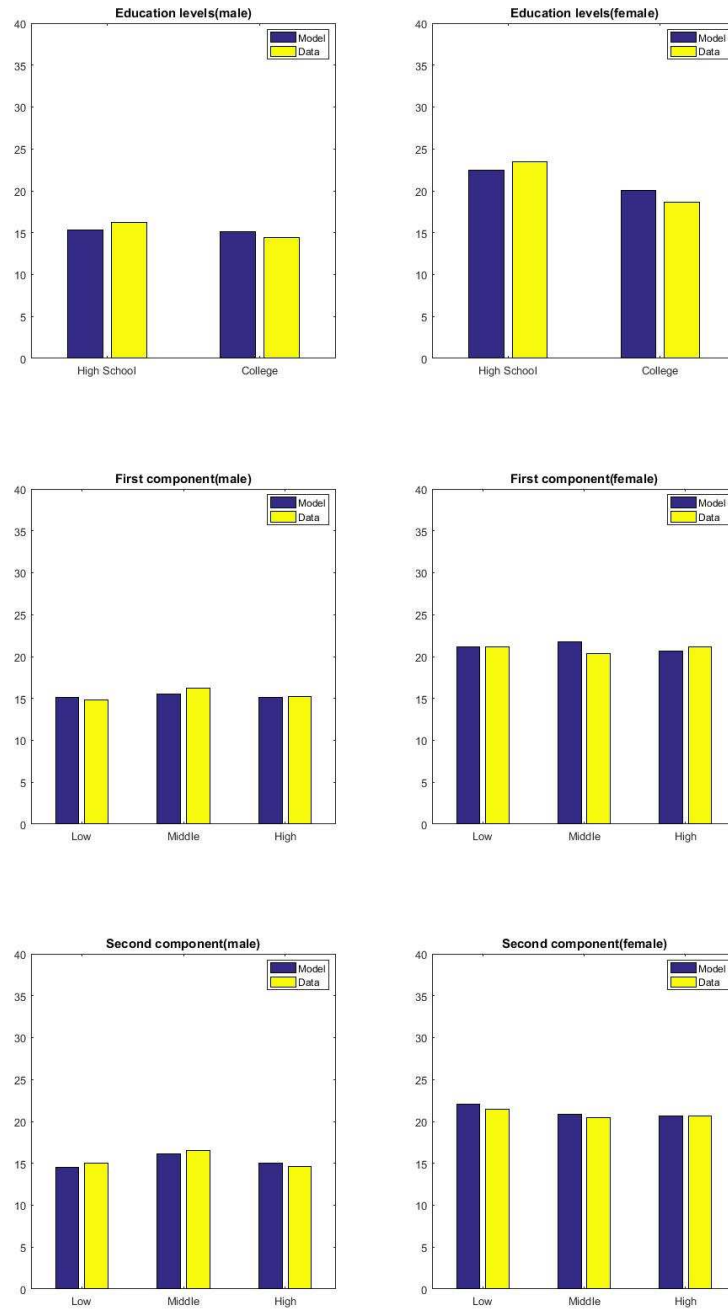 Education levels(male)
Model
Data
40
35
30
25
20
15
10
5
0
High School College
Education levels(female)
Model
Data
40
35
30
25
20
15
10
5
0
High School College
First component(male)
Model
Data
40
35
30
25
20
15
10
5
0
Low Middle High
First component(female)
Model
Data
40
35
30
25
20
15
10
5
0
Low Middle High
Second component(male)
Model
Data
40
35
30
25
20
15
10
5
0
Low Middle High
Second component(female)
Model
Data
40
35
30
25
20
15
10
5
0
Low Middle High